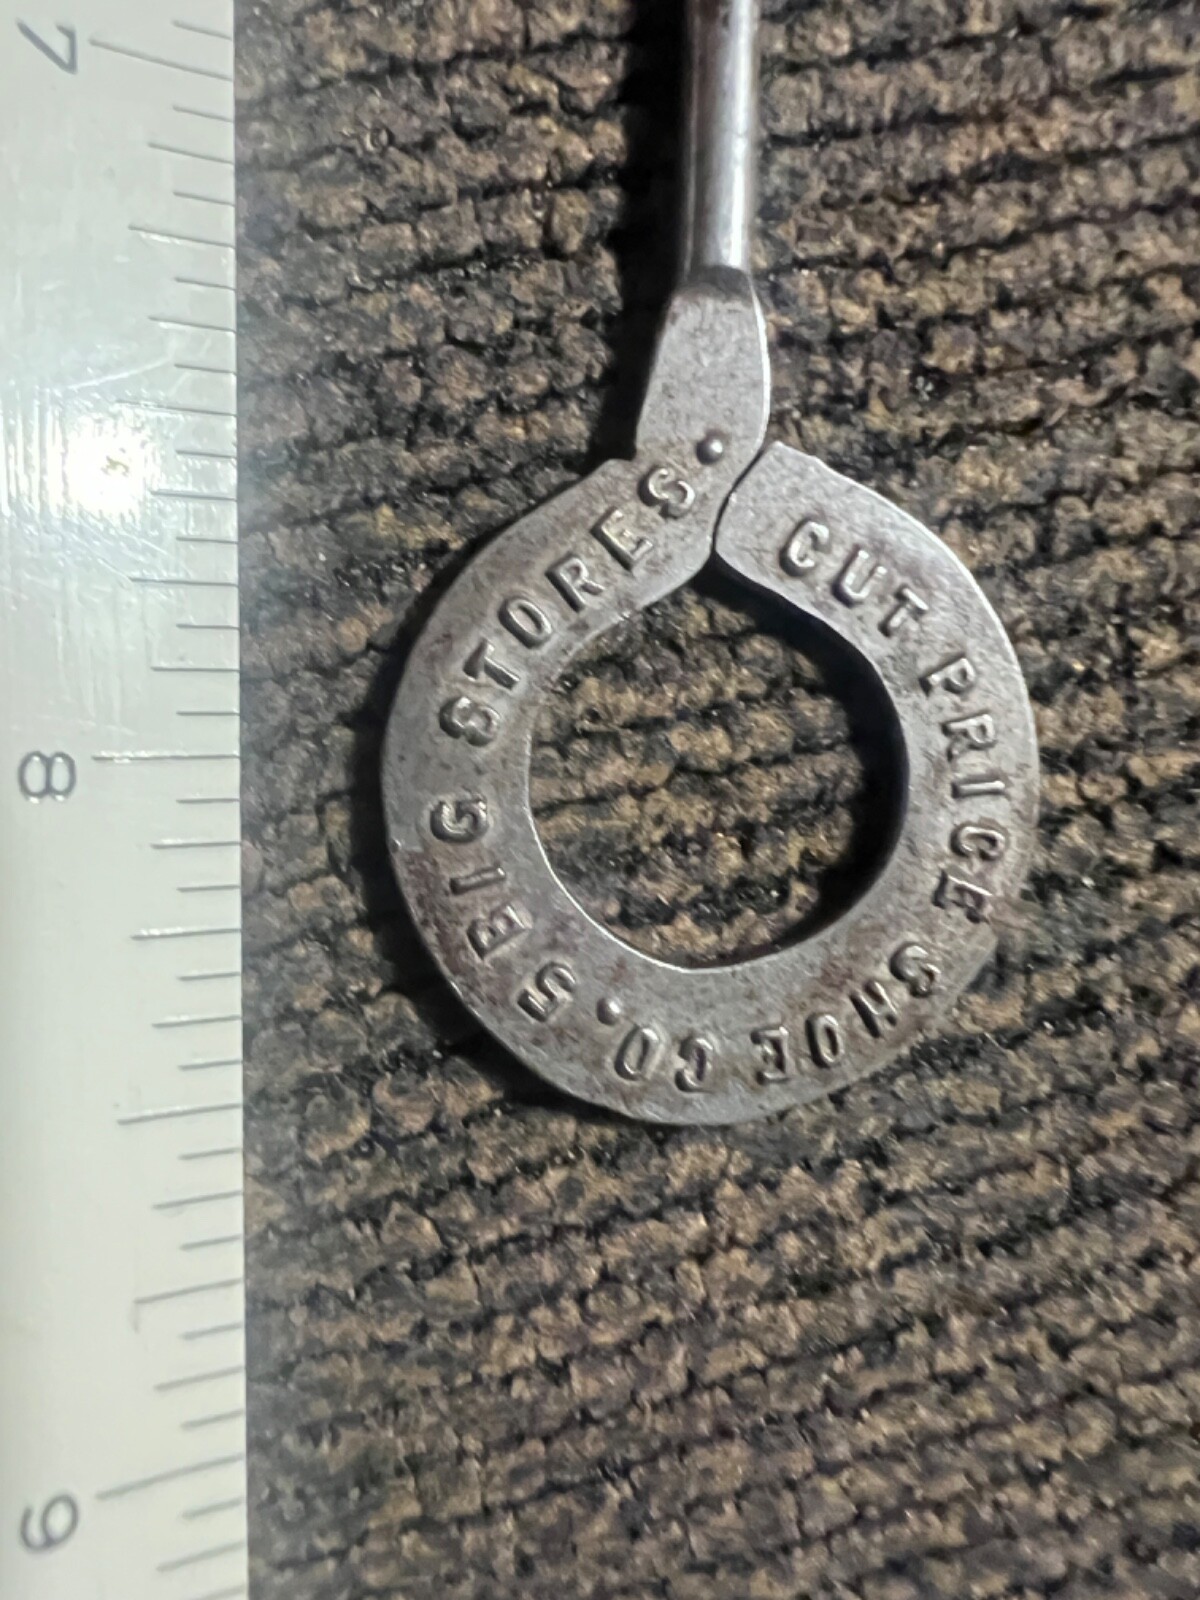 7
8
9
CUT PRICE SHOE CO. 5 BIG STORES.